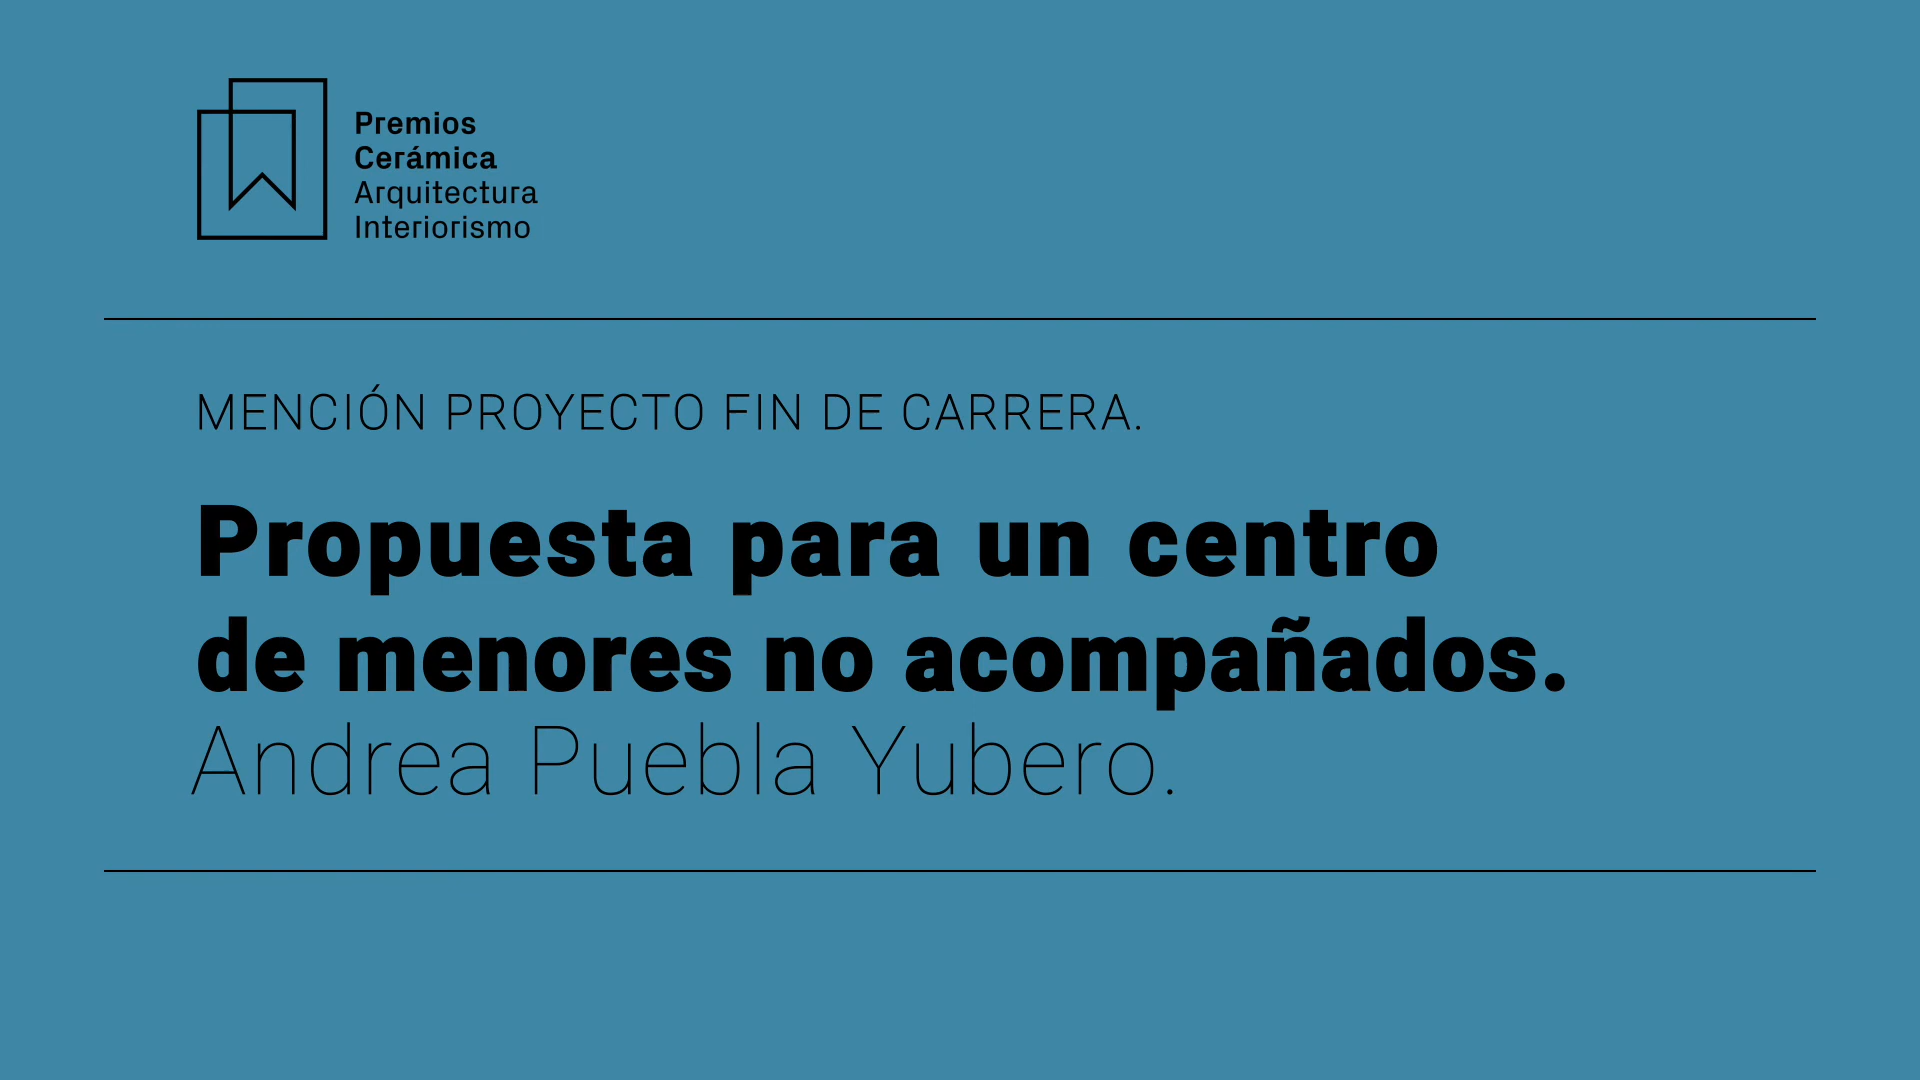 Premios
Cerámica
Arquitectura
Interiorismo
MENCIÓN PROYECTO FIN DE CARRERA.
Propuesta para un centro
de menores no acompañados.
Andrea Puebla Yubero.